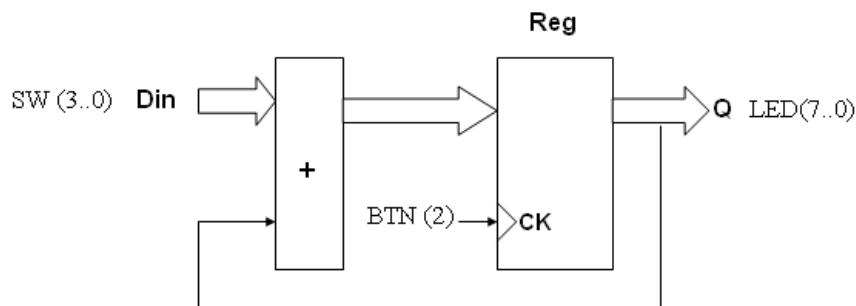 Reg
SW (3..0) Din
Q LED(7..0)
+
BTN (2)
CK